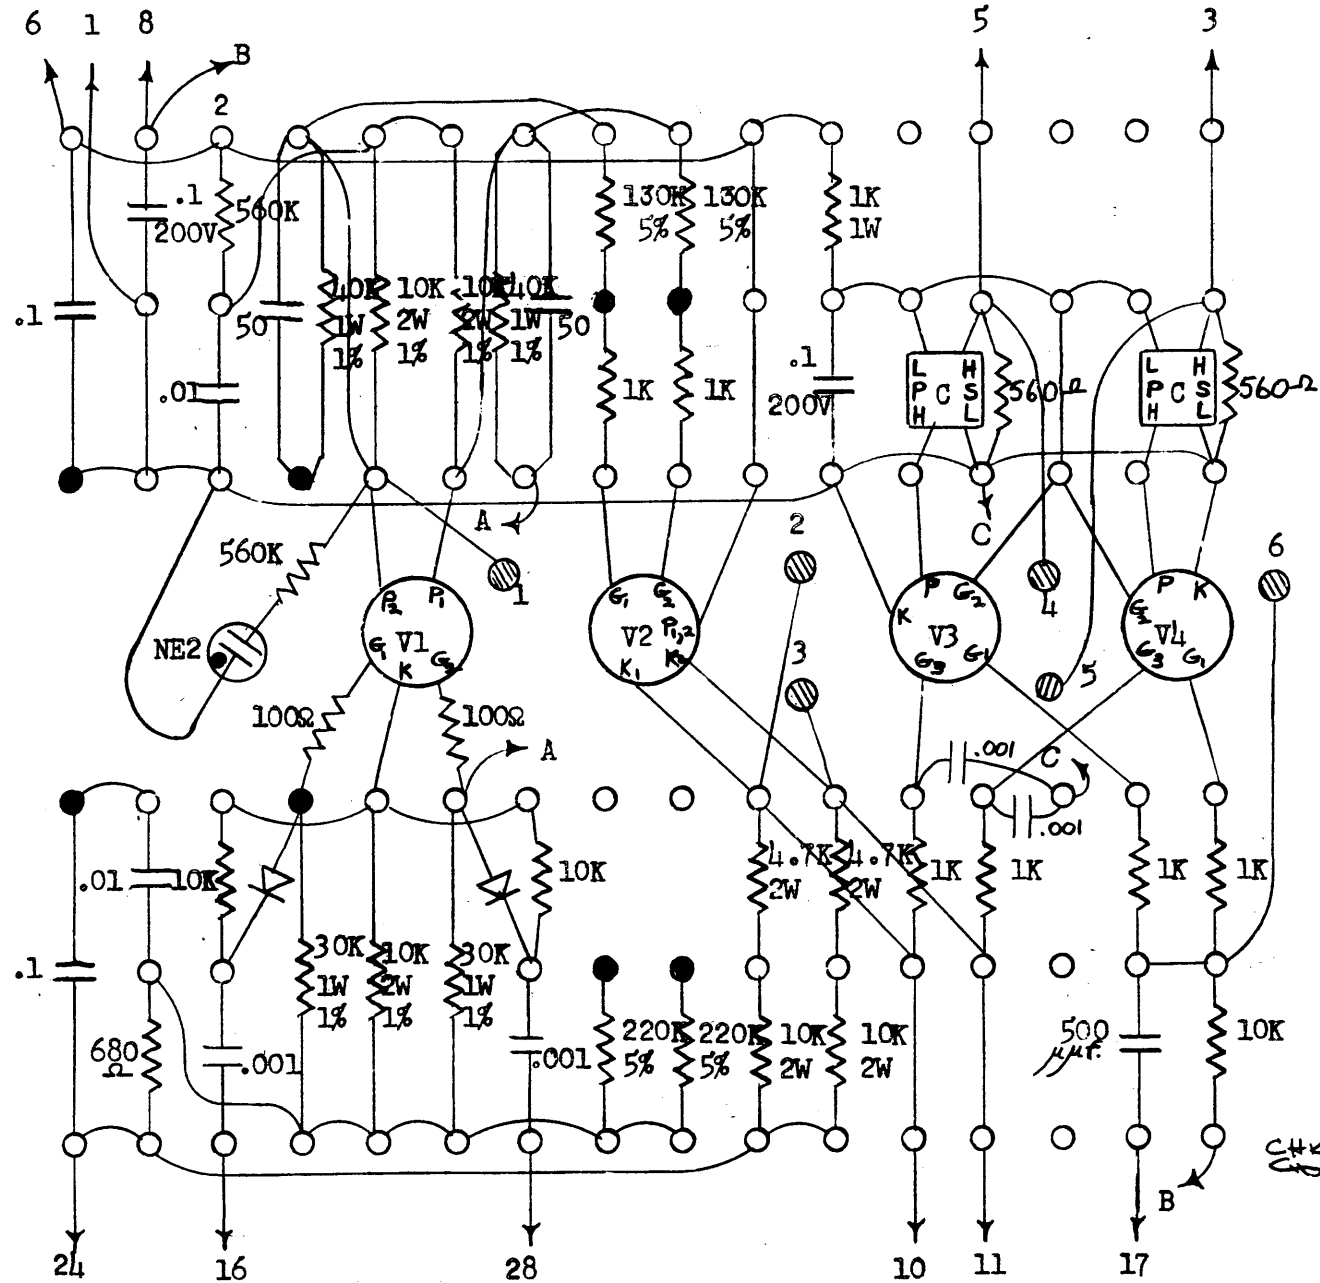 6 1 8 5 3
B
2
.1
200V
560K
130K
5%
130K
5%
1K
1W
.1
50
40K
1W
1%
10K
2W
1%
10K
2W
1%
40K
1W
1%
50
.01
1K
1K
.1
200V
L
P
H
C
H
S
L
560Ω
L
P
H
C
H
S
L
560Ω
A
C
560K
1
2
4
6
NE2
P2 P1
G1 V1
K
G2
G1 G2
V2 P1,2
K1 K2
P G2
K V3
G3 G1
P K
G2 V4
G3 G1
3
5
100Ω
100Ω
A
.001
C
.001
.01
10K
10K
4.7K
2W
4.7K
2W
1K
1K
1K
1K
.1
30K
1W
1%
10K
2W
1%
30K
1W
1%
680
Ω
.001
.001
220K
5%
220K
5%
10K
2W
10K
2W
500
μμf.
10K
B
24 16 28 10 11 17